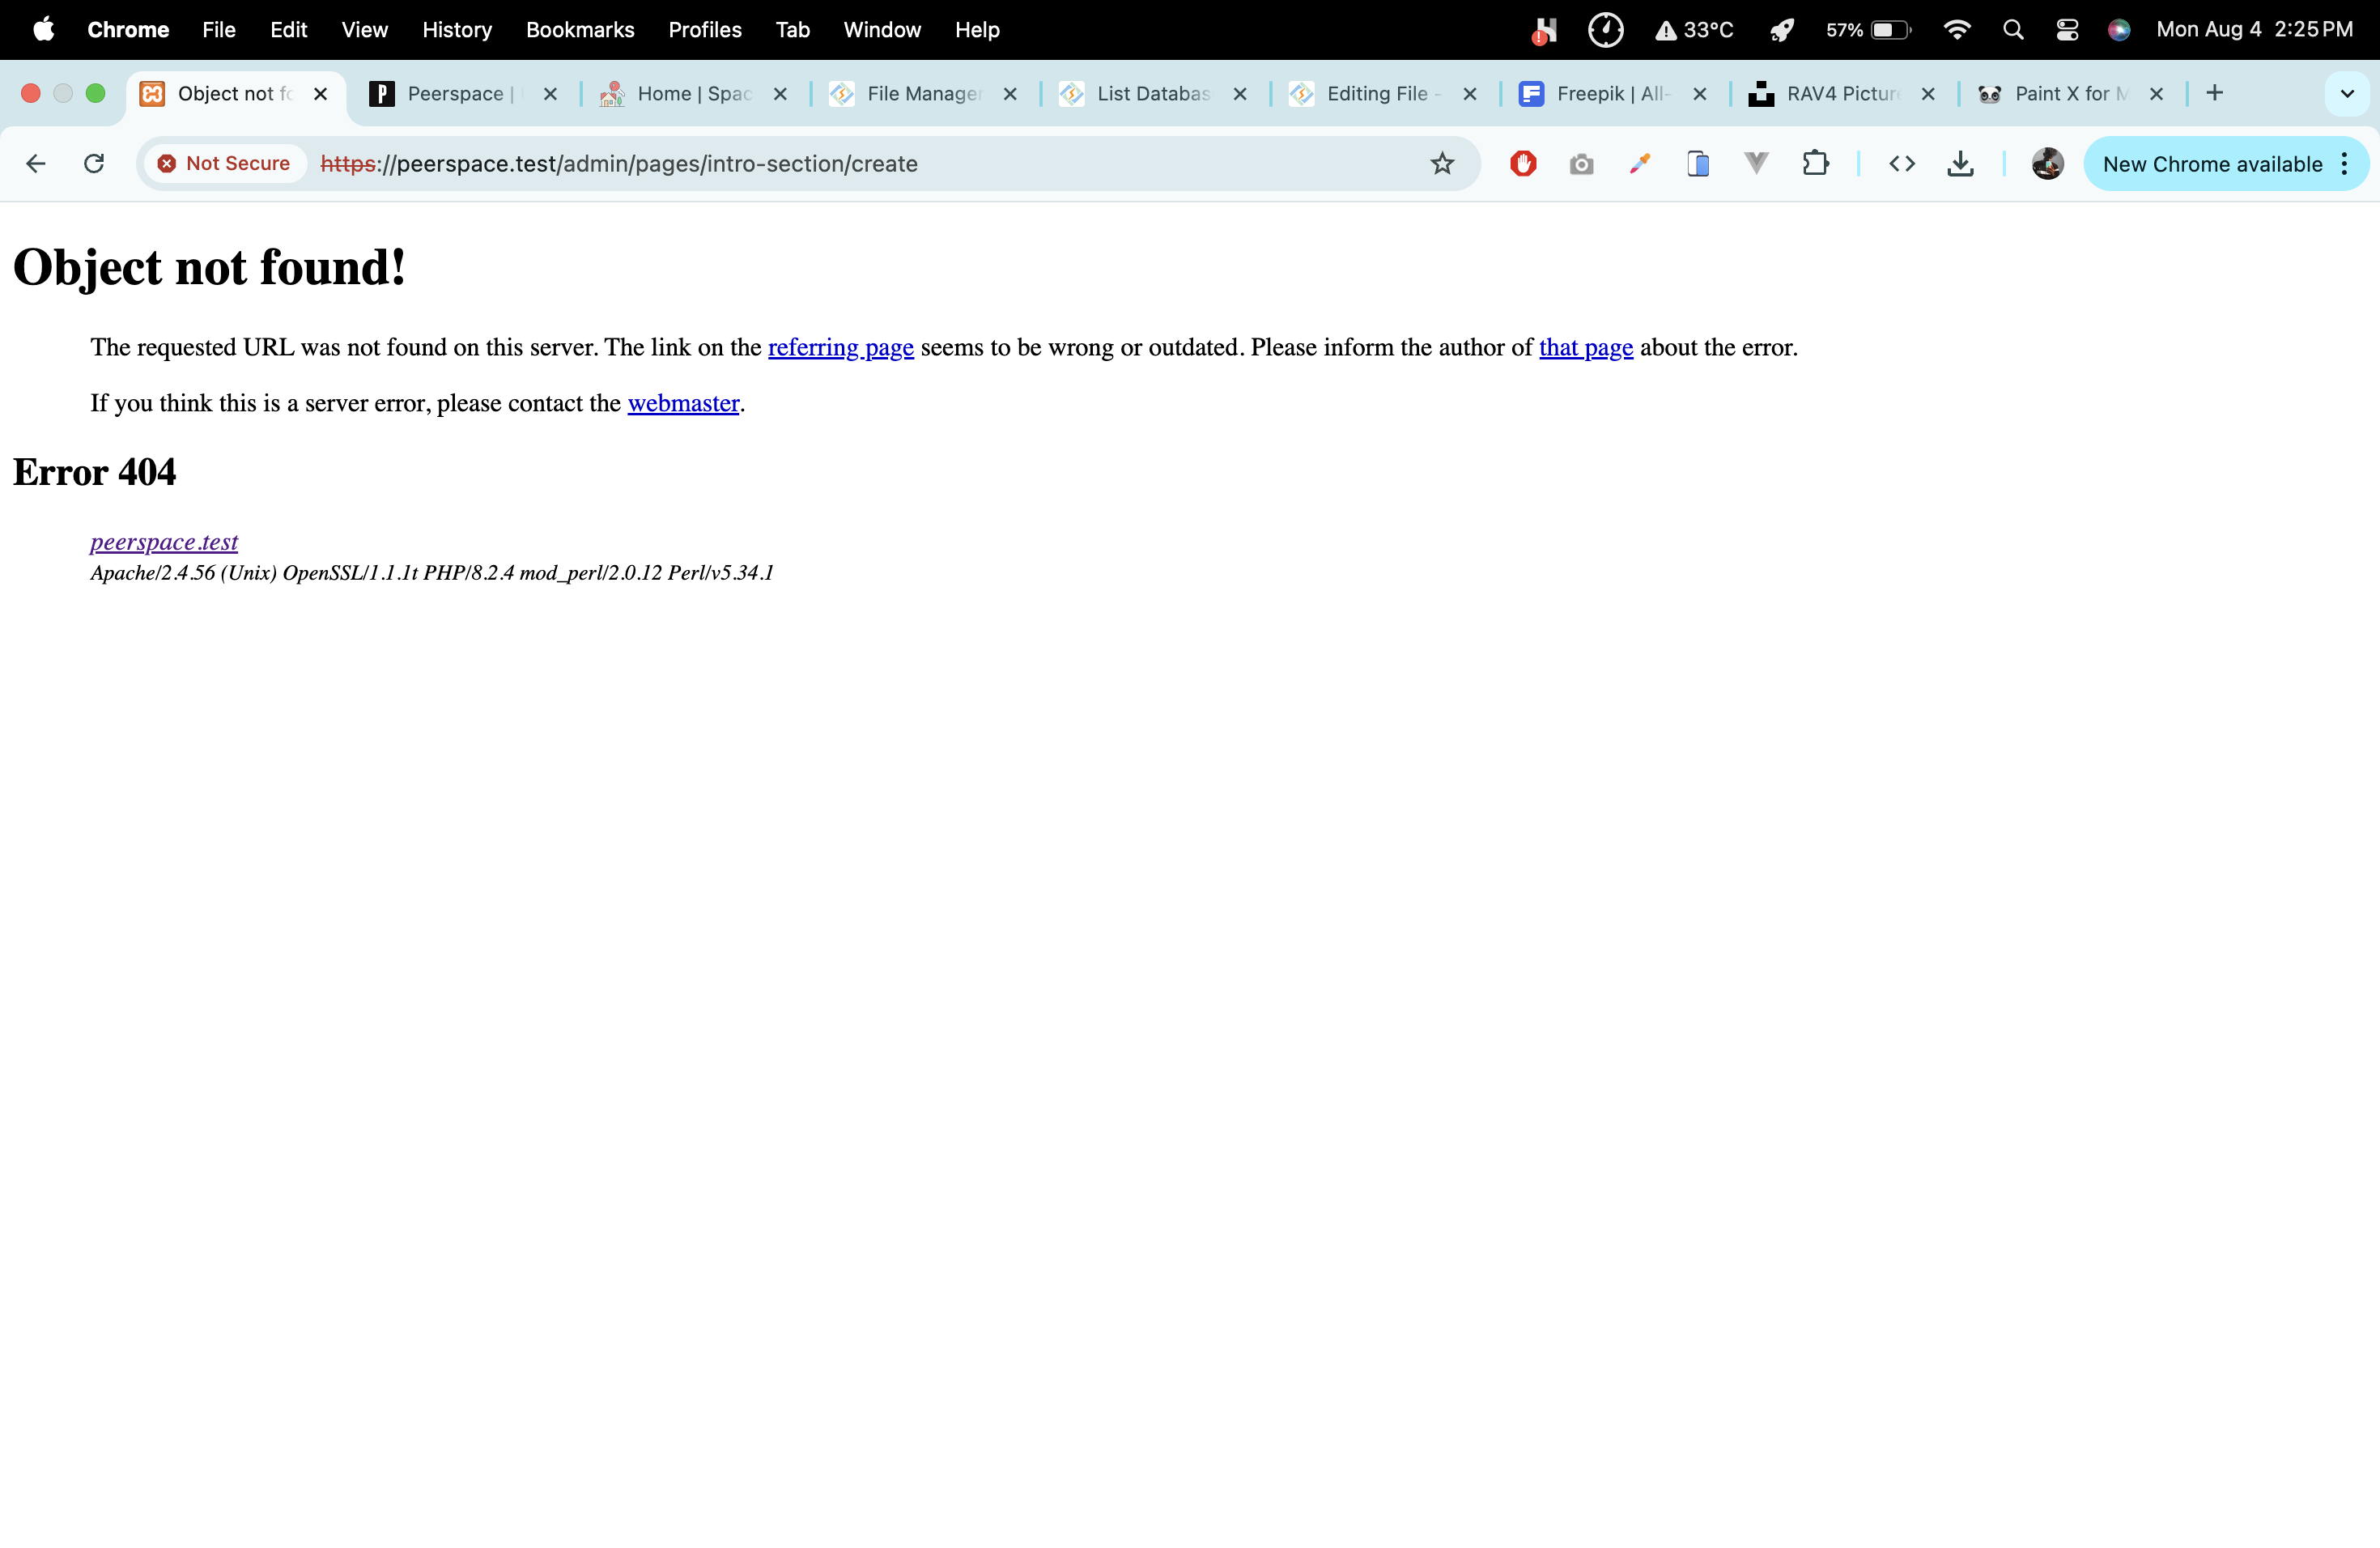 Chrome File Edit View History Bookmarks Profiles Tab Window Help 33°C 57% Mon Aug 4 2:25 PM
Object not fo Peerspace | Home | Spac File Manager List Databas Editing File - Freepik | All- RAV4 Pictur Paint X for M
Not Secure https://peerspace.test/admin/pages/intro-section/create New Chrome available
Object not found!
The requested URL was not found on this server. The link on the referring page seems to be wrong or outdated. Please inform the author of that page about the error.
If you think this is a server error, please contact the webmaster.
Error 404
peerspace.test
Apache/2.4.56 (Unix) OpenSSL/1.1.1t PHP/8.2.4 mod_perl/2.0.12 Perl/v5.34.1